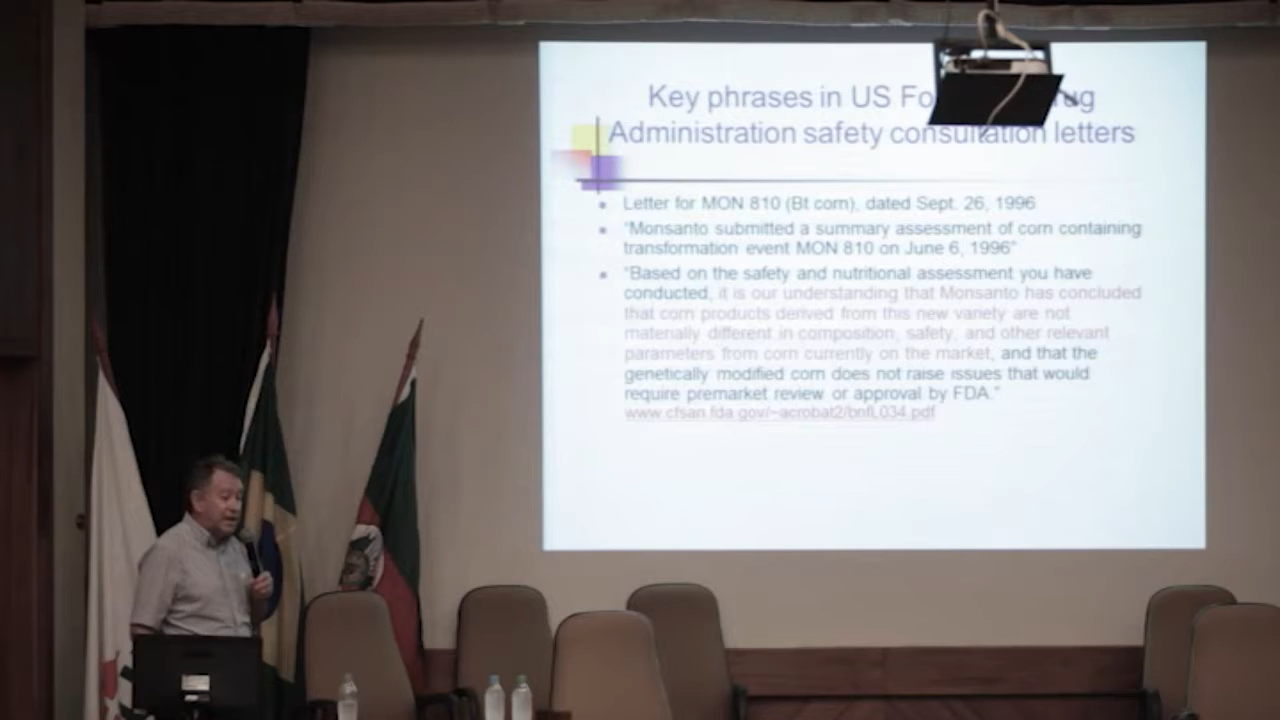 Key phrases in US Fo ug
Administration safety consultation letters
Letter for MON 810 (Bt corn), dated Sept. 26, 1996
“Monsanto submitted a summary assessment of corn containing
transformation event MON 810 on June 6, 1996”
“Based on the safety and nutritional assessment you have
conducted, it is our understanding that Monsanto has concluded
that corn products derived from this new variety are not
materially different in composition, safety, and other relevant
parameters from corn currently on the market, and that the
genetically modified corn does not raise issues that would
require premarket review or approval by FDA.”
www.cfsan.fda.gov/~acrobat2/bnfL034.pdf